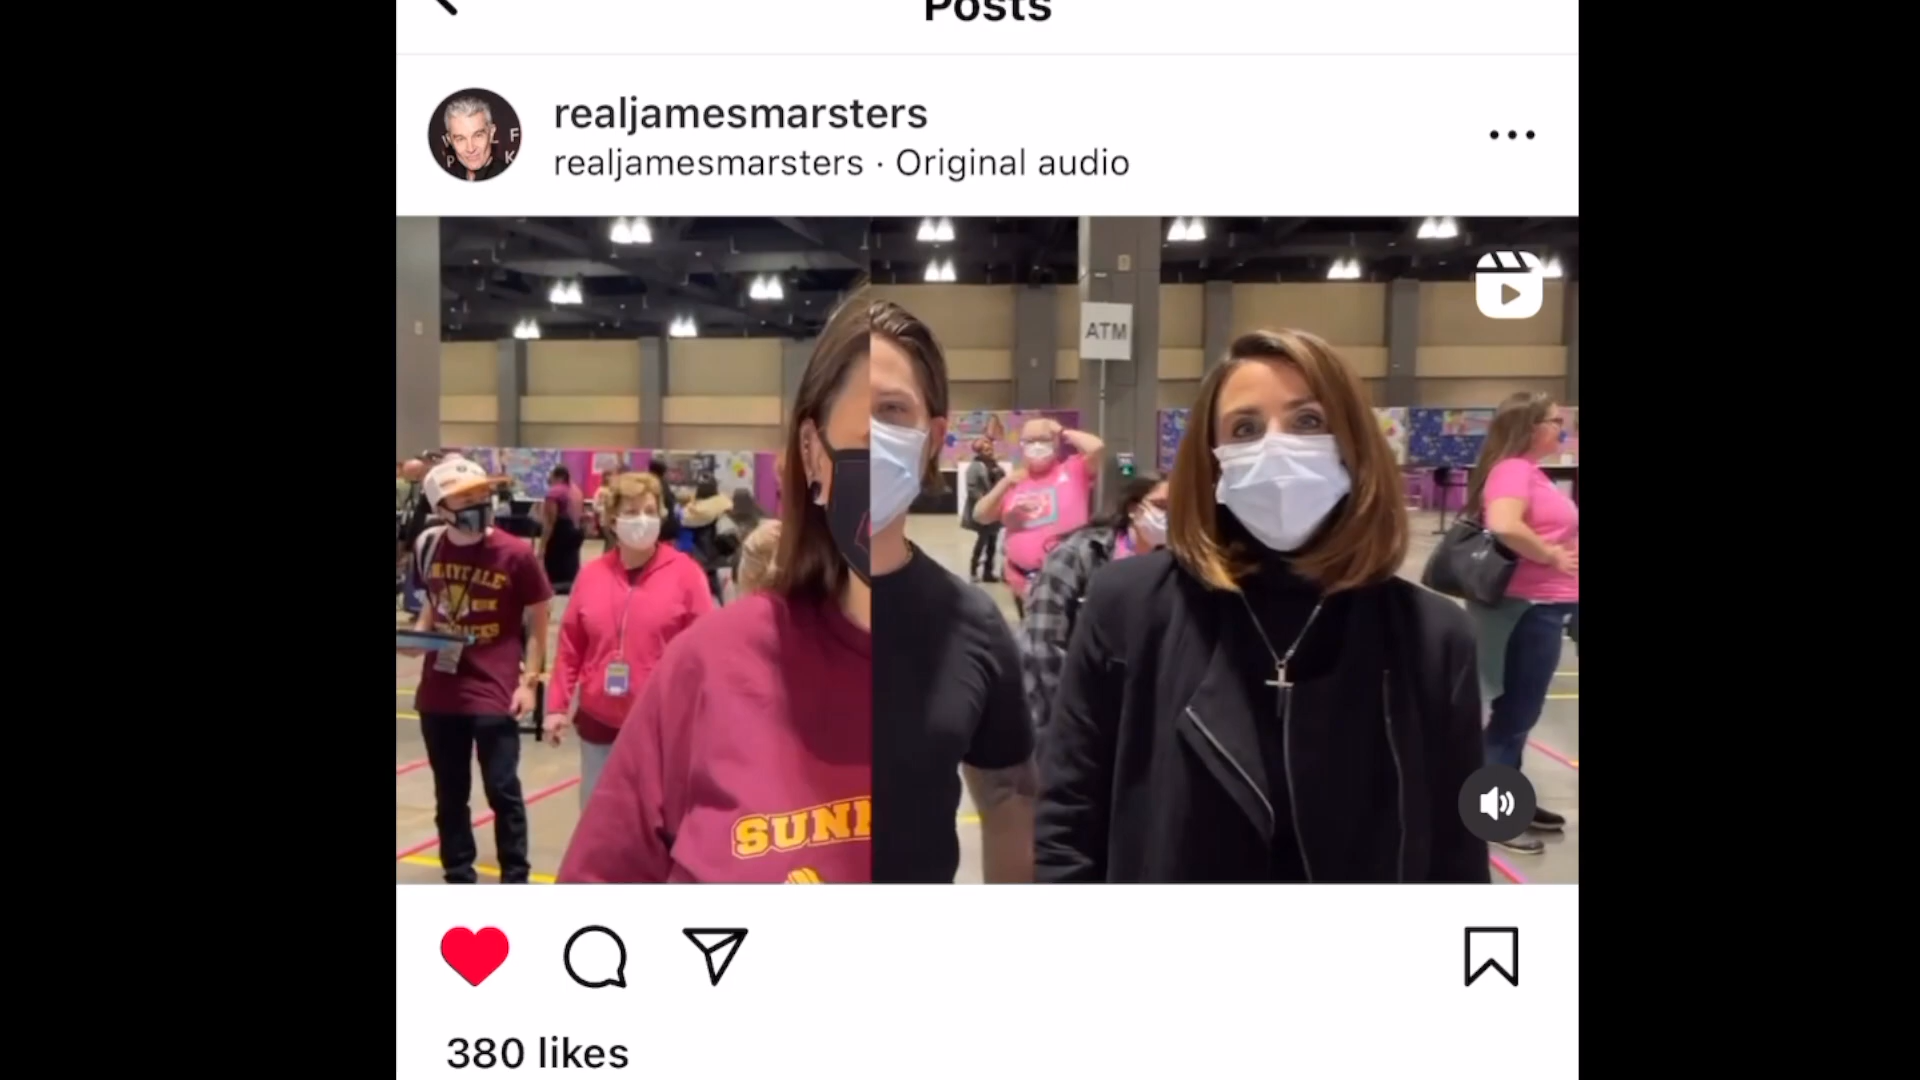 Posts
realjamesmarsters
realjamesmarsters · Original audio
ATM
SUNN
380 likes